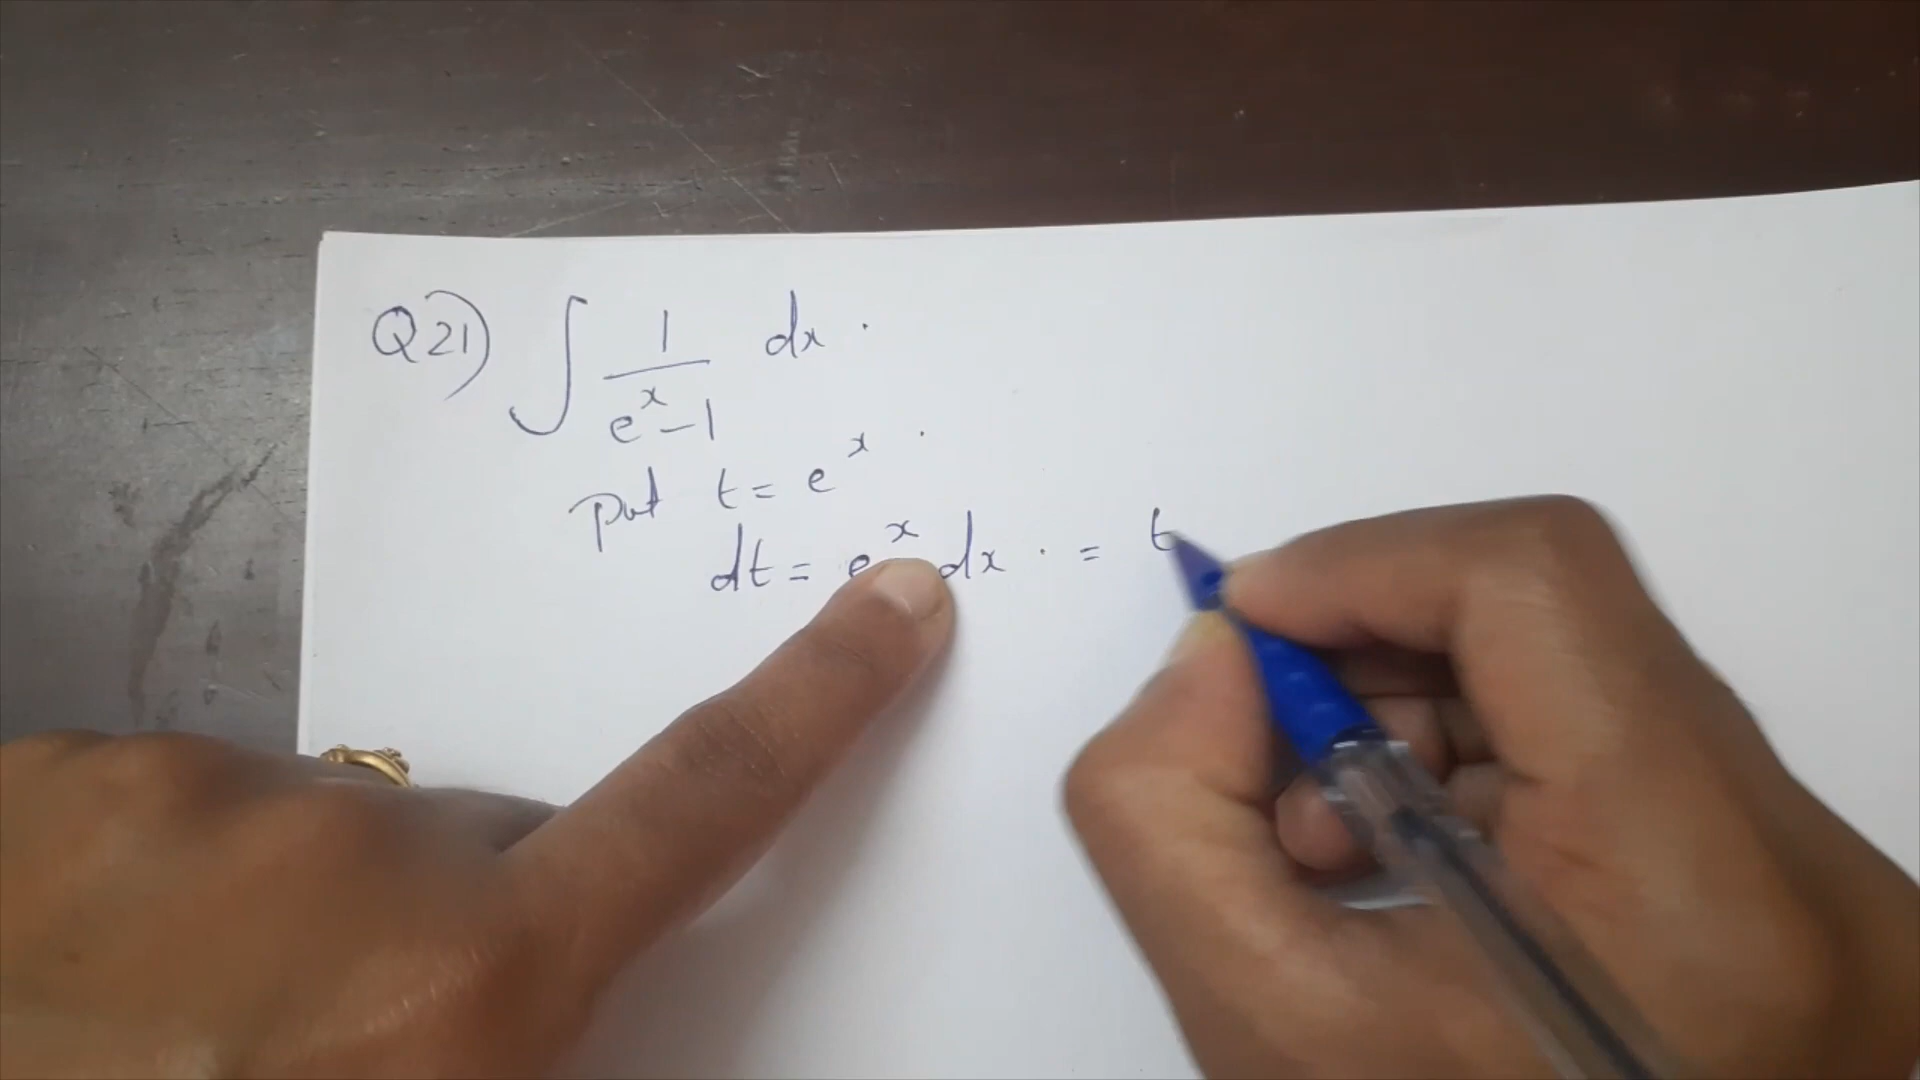 Q21) ∫ 1/(e^x - 1) dx .
put t = e^x .
dt = e^x dx . = t